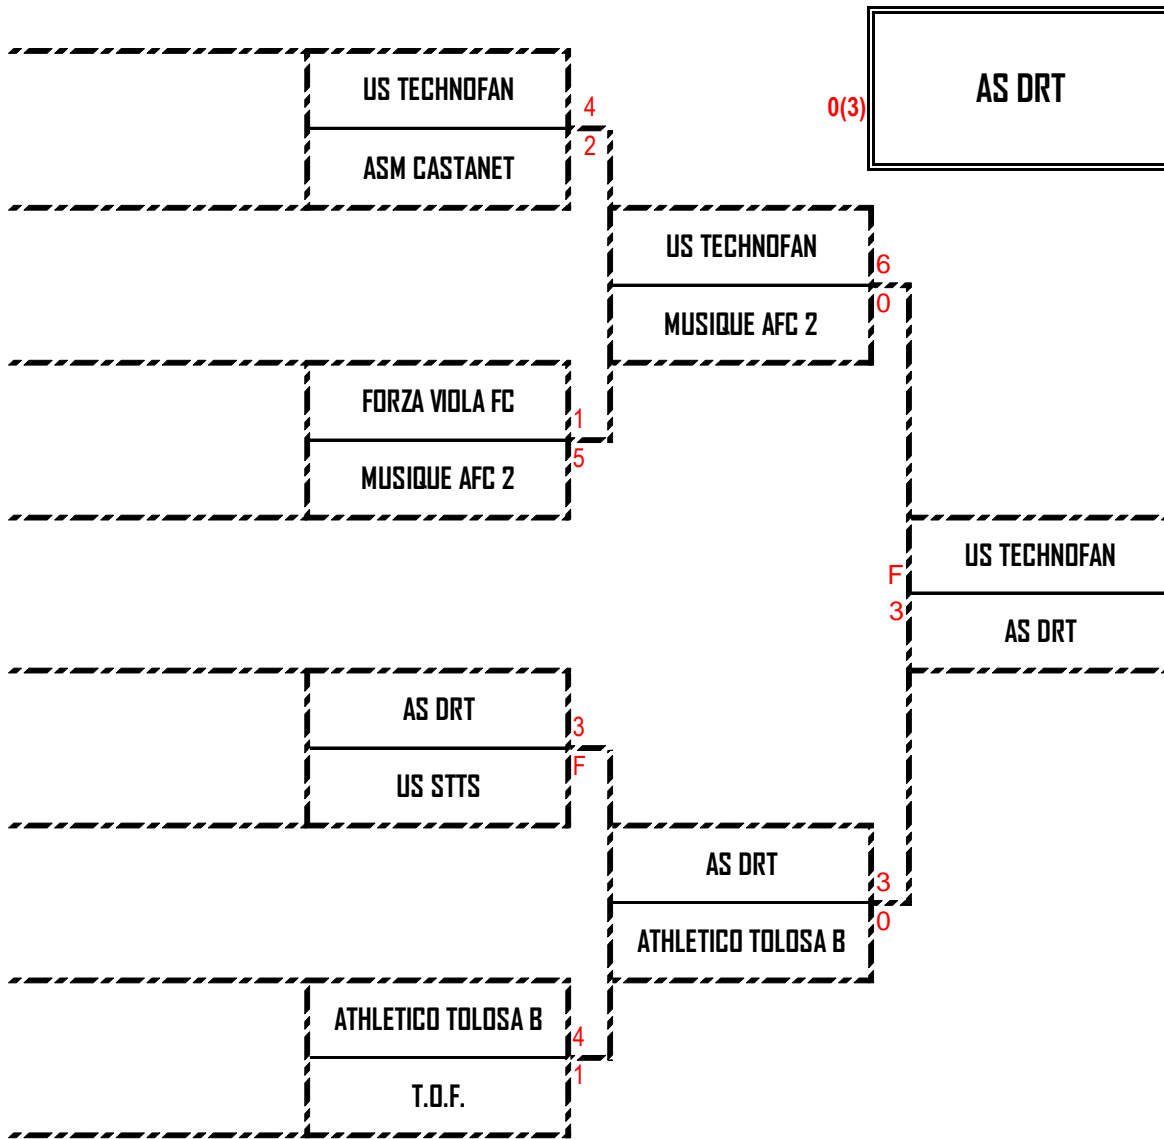 AS DRT
0(3)
US TECHNOFAN
4
2
ASM CASTANET
US TECHNOFAN
6
0
MUSIQUE AFC 2
FORZA VIOLA FC
1
5
MUSIQUE AFC 2
US TECHNOFAN
F
3
AS DRT
AS DRT
3
F
US STTS
AS DRT
3
0
ATHLETICO TOLOSA B
ATHLETICO TOLOSA B
4
1
T.O.F.